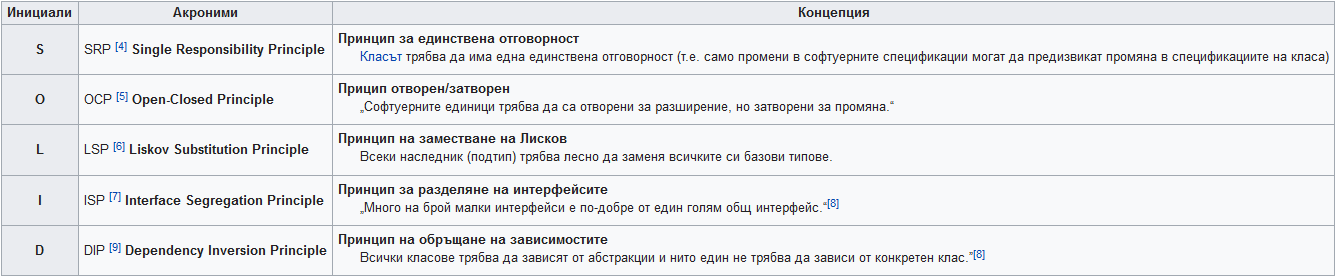 Инициали Акроними Концепция
S SRP [4] Single Responsibility Principle Принцип за единствена отговорност
Класът трябва да има една единствена отговорност (т.е. само промени в софтуерните спецификации могат да предизвикат промяна в спецификациите на класа)
O OCP [5] Open-Closed Principle Прицип отворен/затворен
„Софтуерните единици трябва да са отворени за разширение, но затворени за промяна.“
L LSP [6] Liskov Substitution Principle Принцип на заместване на Лисков
Всеки наследник (подтип) трябва лесно да заменя всичките си базови типове.
I ISP [7] Interface Segregation Principle Принцип за разделяне на интерфейсите
„Много на брой малки интерфейси е по-добре от един голям общ интерфейс.“[8]
D DIP [9] Dependency Inversion Principle Принцип на обръщане на зависимостите
Всички класове трябва да зависят от абстракции и нито един не трябва да зависи от конкретен клас.“[8]